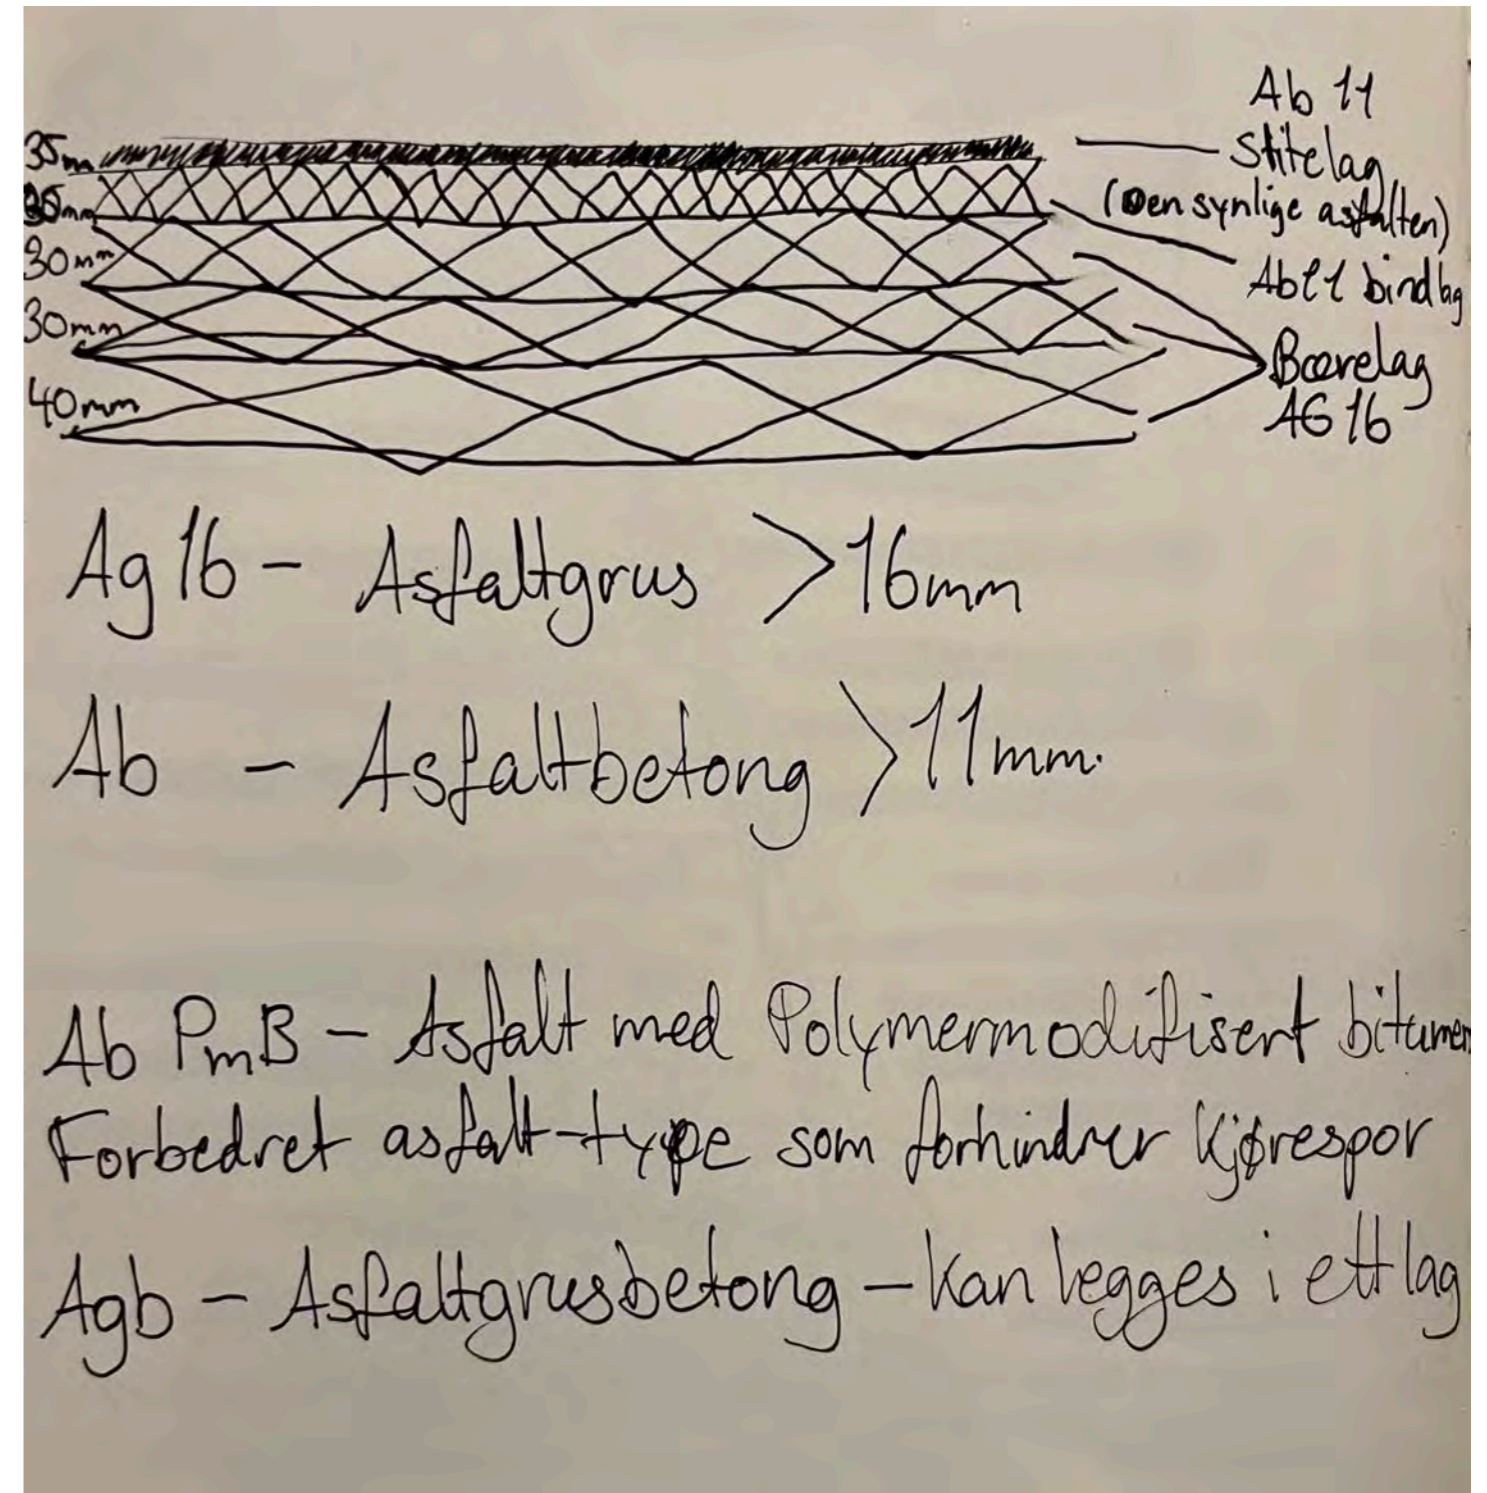 Ab 11
35mm
Slitelag
(Den synlige asfalten)
30mm
Ab11 bindlag
30mm
Bærelag
40mm
AG 16
Ag 16 - Asfaltgrus >16mm
Ab - Asfaltbetong >11mm.
Ab PmB - Asfalt med Polymermodifisert bitumen
Forbedret asfalt-type som forhindrer kjørespor
Agb - Asfaltgrusbetong - kan legges i ett lag